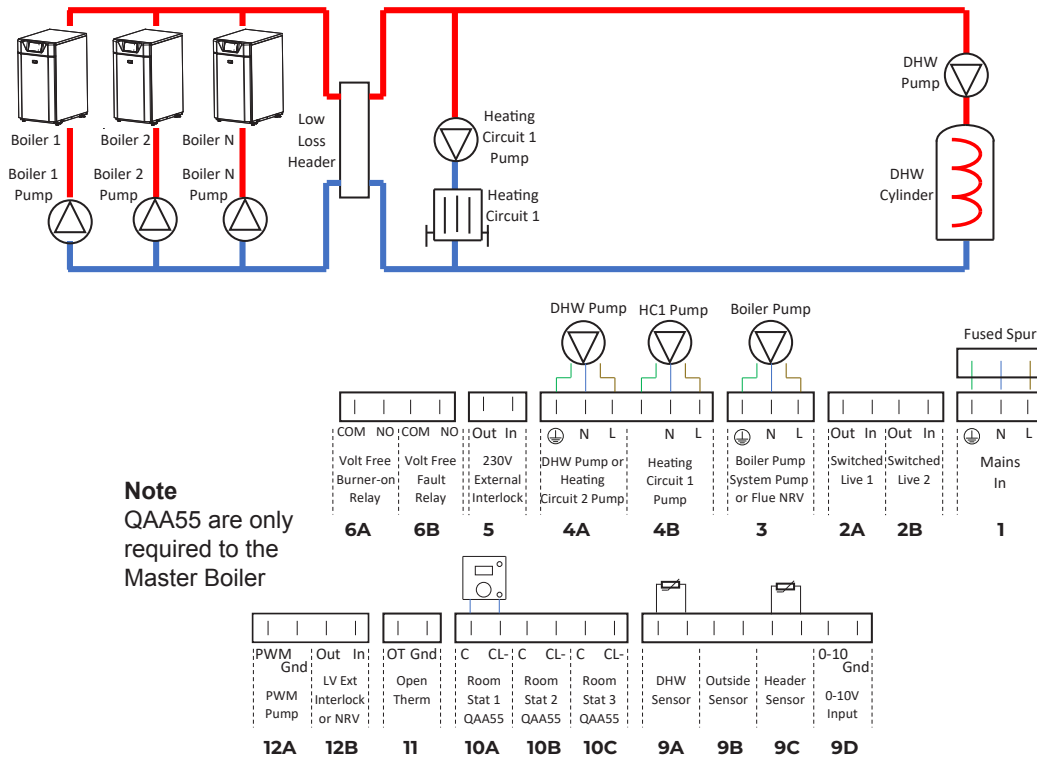 DHW
Pump
Heating
Circuit 1
Pump
Low
Loss
Header
Boiler 1
Boiler 2
Boiler N
Boiler 1
Pump
Boiler 2
Pump
Boiler N
Pump
Heating
Circuit 1
DHW
Cylinder
DHW Pump
HC1 Pump
Boiler Pump
Fused Spur
COM NO COM NO
Out In
N L
N L
N L
Out In Out In
N L
Volt Free
Burner-on
Relay
Volt Free
Fault
Relay
230V
External
Interlock
DHW Pump or
Heating
Circuit 2 Pump
Heating
Circuit 1
Pump
Boiler Pump
System Pump
or Flue NRV
Switched
Live 1
Switched
Live 2
Mains
In
6A 6B 5 4A 4B 3 2A 2B 1
Note
QAA55 are only
required to the
Master Boiler
PWM
Gnd
Out In
OT Gnd
C CL- C CL- C CL-
0-10
Gnd
PWM
Pump
LV Ext
Interlock
or NRV
Open
Therm
Room
Stat 1
QAA55
Room
Stat 2
QAA55
Room
Stat 3
QAA55
DHW
Sensor
Outside
Sensor
Header
Sensor
0-10V
Input
12A 12B 11 10A 10B 10C 9A 9B 9C 9D